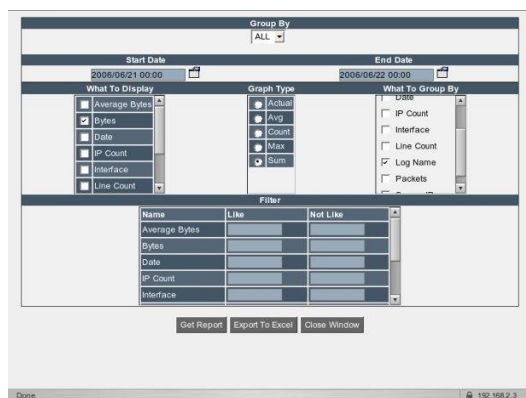 Group By
ALL
Start Date End Date
2006/06/21 00:00 2006/06/22 00:00
What To Display Graph Type What To Group By
Average Bytes
Bytes
Date
IP Count
Interface
Line Count
Actual
Avg
Count
Max
Sum
Date
IP Count
Interface
Line Count
Log Name
Packets
Filter
Name Like Not Like
Average Bytes
Bytes
Date
IP Count
Interface
Get Report Export To Excel Close Window
Done 192.168.2.3